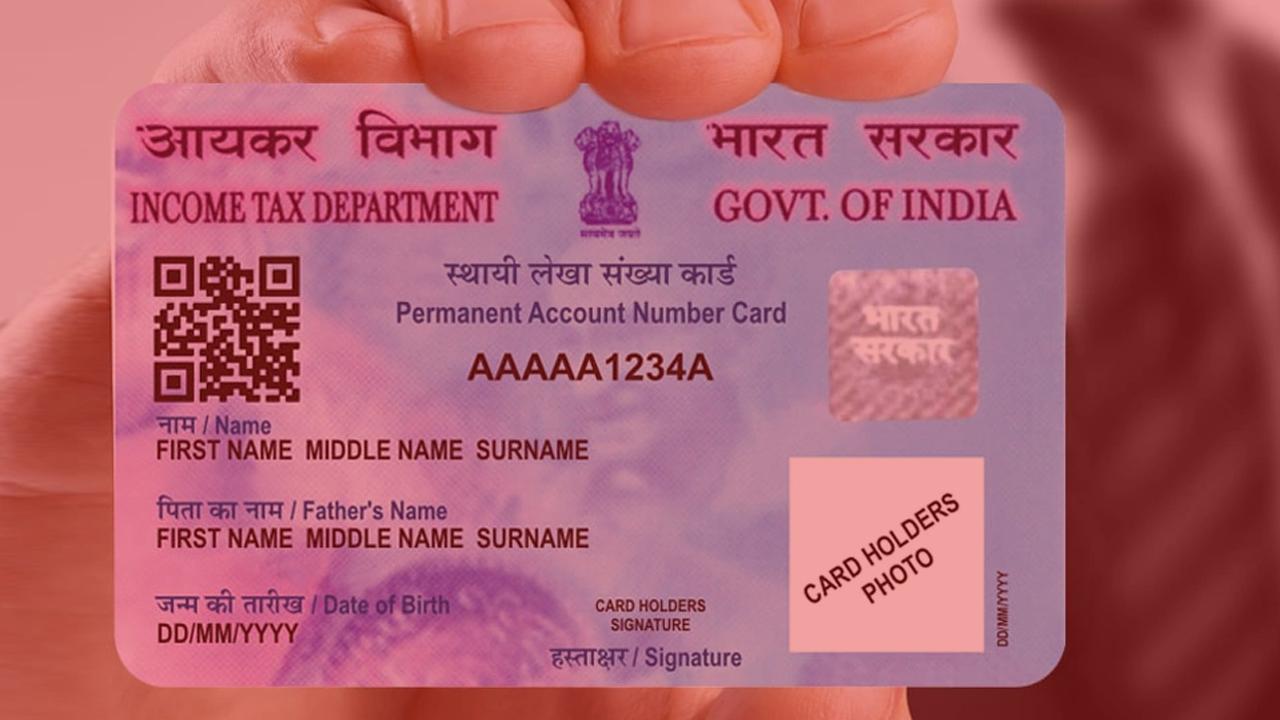 आयकर विभाग
भारत सरकार
INCOME TAX DEPARTMENT
GOVT. OF INDIA
सत्यमेव जयते
स्थायी लेखा संख्या कार्ड
Permanent Account Number Card
AAAAA1234A
भारत
सरकार
नाम / Name
FIRST NAME MIDDLE NAME SURNAME
पिता का नाम / Father's Name
FIRST NAME MIDDLE NAME SURNAME
जन्म की तारीख / Date of Birth
DD/MM/YYYY
CARD HOLDERS
SIGNATURE
हस्ताक्षर / Signature
CARD HOLDERS
PHOTO
DD/MM/YYYY